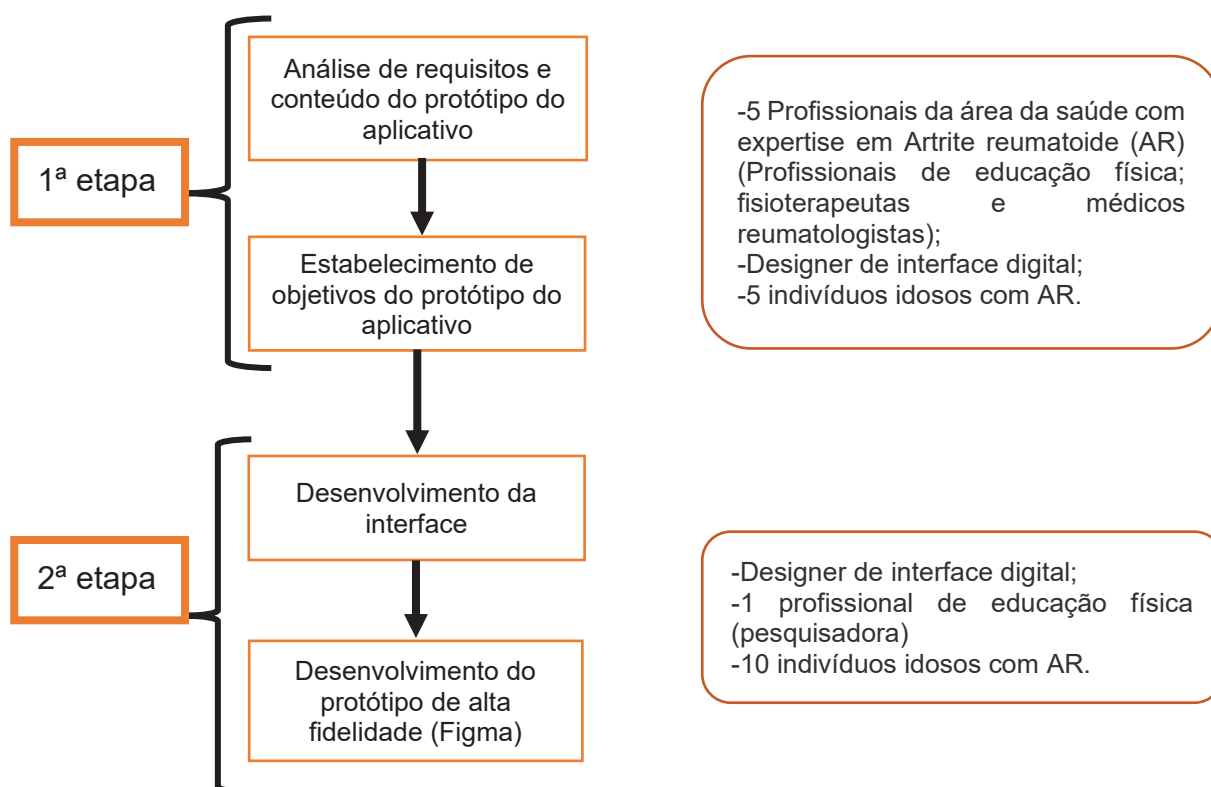 1ª etapa
Análise de requisitos e
conteúdo do protótipo do
aplicativo
Estabelecimento de
objetivos do protótipo do
aplicativo
-5 Profissionais da área da saúde com
expertise em Artrite reumatoide (AR)
(Profissionais de educação física;
fisioterapeutas e médicos
reumatologistas);
-Designer de interface digital;
-5 indivíduos idosos com AR.
2ª etapa
Desenvolvimento da
interface
Desenvolvimento do
protótipo de alta
fidelidade (Figma)
-Designer de interface digital;
-1 profissional de educação física
(pesquisadora)
-10 indivíduos idosos com AR.